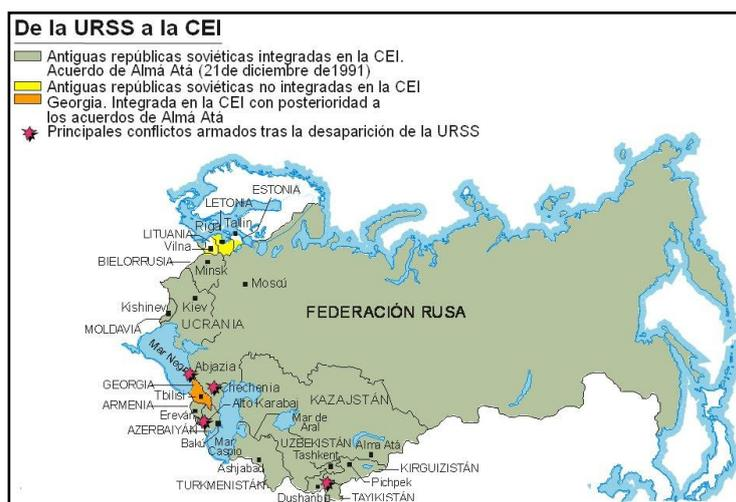 De la URSS a la CEI
Antiguas repúblicas soviéticas integradas en la CEI.
Acuerdo de Almá Atá (21de diciembre de1991)
Antiguas repúblicas soviéticas no integradas en la CEI
Georgia. Integrada en la CEI con posterioridad a
los acuerdos de Almá Atá
Principales conflictos armados tras la desaparición de la URSS
ESTONIA
LETONIA
Riga Tallin
LITUANIA
Vilna
BIELORRUSIA
Minsk
Moscú
FEDERACIÓN RUSA
Kishinev
Kiev
UCRANIA
MOLDAVIA
Mar Negro
Abjazia
GEORGIA
Chechenia
Tbilisi
KAZAJSTÁN
ARMENIA
Alto Karabaj
Ereván
Mar de
Aral
AZERBAIYÁN
Bakú
Mar
Caspio
UZBEKISTÁN
Alma Atá
Tashkent
Ashjabad
KIRGUIZISTÁN
TURKMENISTÁN
Pichpek
Dushanbé
TAYIKISTÁN